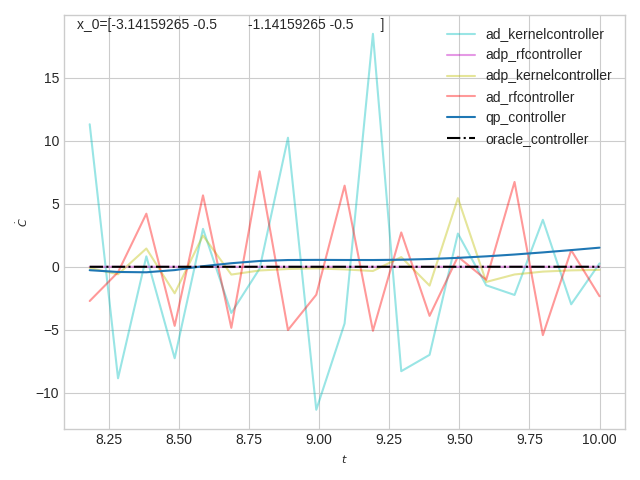 x_0=[-3.14159265 -0.5 -1.14159265 -0.5 ]
ad_kernelcontroller
adp_rfcontroller
adp_kernelcontroller
ad_rfcontroller
qp_controller
oracle_controller
15
10
5
0
−5
−10
Ċ
8.25 8.50 8.75 9.00 9.25 9.50 9.75 10.00
t